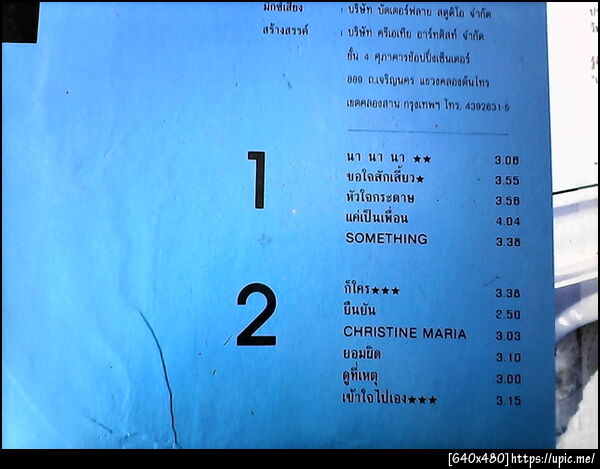 มิกซ์เสียง : บริษัท บัตเตอร์ฟลาย สตูดิโอ จำกัด
สร้างสรรค์ : บริษัท ครีเอเทีย อาร์ทติสท์ จำกัด
ชั้น 4 ศุภาคารช้อปปิ้งเซ็นเตอร์
889 ถ.เจริญนคร แขวงคลองต้นไทร
เขตคลองสาน กรุงเทพฯ โทร. 4392631-5
1
นา นา นา ★★ 3.08
ขอใจสักเสี้ยว★ 3.55
หัวใจกระดาษ 3.56
แค่เป็นเพื่อน 4.04
SOMETHING 3.38
2
ก็ใคร★★★ 3.38
ยืนยัน 2.50
CHRISTINE MARIA 3.03
ยอมผิด 3.10
ดูที่เหตุ 3.00
เข้าใจไปเอง★★★ 3.15
[640x480]https://upic.me/